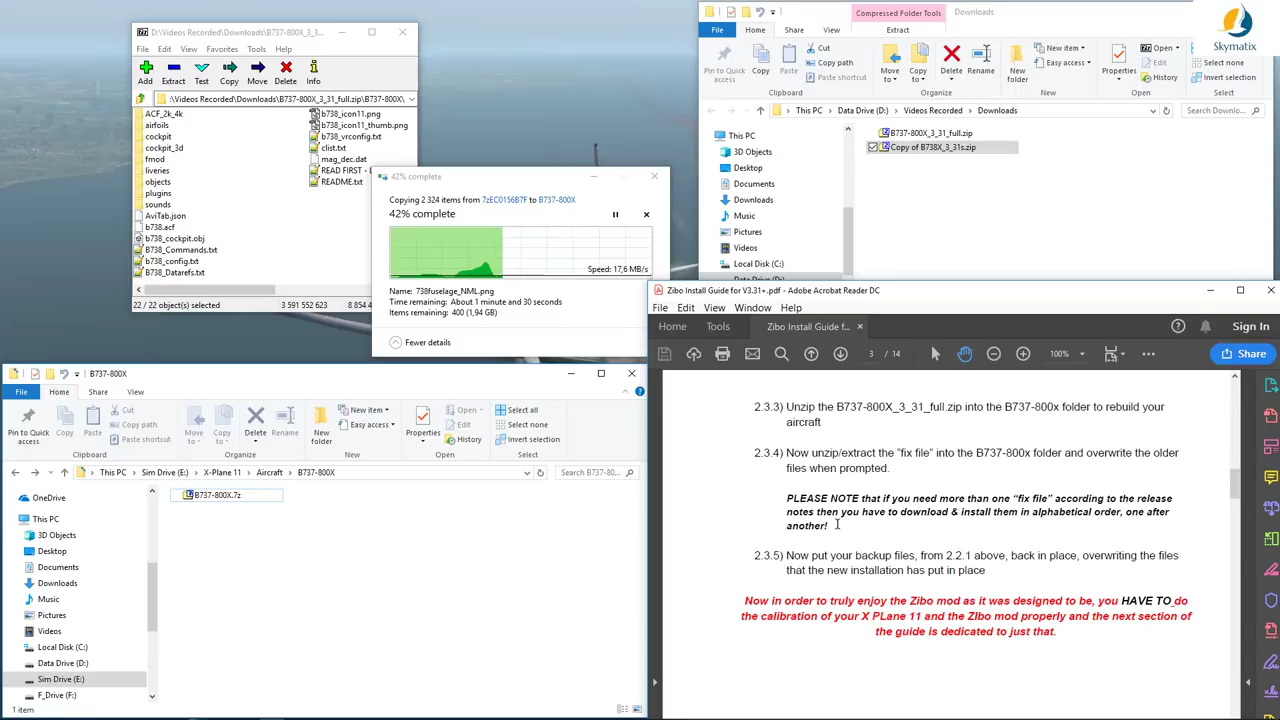 D:\Videos Recorded\Downloads\B737-800X_3_3...
File Edit View Favorites Tools Help
Add Extract Test Copy Move Delete Info
:\Videos Recorded\Downloads\B737-800X_3_31_full.zip\B737-800X\
ACF_2k_4k
airfoils
cockpit
cockpit_3d
fmod
liveries
objects
plugins
sounds
AviTab.json
b738.acf
b738_cockpit.obj
B738_Commands.txt
b738_config.txt
B738_Datarefs.txt
b738_icon11.png
b738_icon11_thumb.png
b738_vrconfig.txt
clist.txt
mag_dec.dat
READ FIRST -
README.txt
22 / 22 object(s) selected 3 591 552 623 8 854 4
42% complete
Copying 2 324 items from 7zEC0156B7F to B737-800X
42% complete
Speed: 17,6 MB/s
Name: 738fuselage_NML.png
Time remaining: About 1 minute and 30 seconds
Items remaining: 400 (1,94 GB)
Fewer details
Compressed Folder Tools Downloads
File Home Share View Extract
Pin to Quick access
Copy
Paste
Cut
Copy path
Paste shortcut
Clipboard
Move to
Copy to
Delete
Rename
Organize
New folder
New item
Easy access
New
Properties
Open
Edit
History
Open
Select all
Select none
Invert selection
Select
This PC Data Drive (D:) Videos Recorded Downloads
Search Downlo...
This PC
3D Objects
Desktop
Documents
Downloads
Music
Pictures
Videos
Local Disk (C:)
Data Drive (D:)
B737-800X_3_31_full.zip
Copy of B738X_3_31s.zip
Skymatix
B737-800X
File Home Share View
Pin to Quick access
Copy
Paste
Cut
Copy path
Paste shortcut
Clipboard
Move to
Copy to
Delete
Rename
Organize
New folder
New item
Easy access
New
Properties
Open
Edit
History
Open
Select all
Select none
Invert selection
Select
This PC Sim Drive (E:) X-Plane 11 Aircraft B737-800X
Search B737-80...
OneDrive
This PC
3D Objects
Desktop
Documents
Downloads
Music
Pictures
Videos
Local Disk (C:)
Data Drive (D:)
Sim Drive (E:)
F_Drive (F:)
B737-800X.7z
1 item
Zibo Install Guide for V3.31+.pdf - Adobe Acrobat Reader DC
File Edit View Window Help
Home Tools Zibo Install Guide f... Sign In
3 / 14 100% Share
2.3.3) Unzip the B737-800X_3_31_full.zip into the B737-800x folder to rebuild your
aircraft
2.3.4) Now unzip/extract the “fix file” into the B737-800x folder and overwrite the older
files when prompted.
PLEASE NOTE that if you need more than one “fix file” according to the release
notes then you have to download & install them in alphabetical order, one after
another!
2.3.5) Now put your backup files, from 2.2.1 above, back in place, overwriting the files
that the new installation has put in place
Now in order to truly enjoy the Zibo mod as it was designed to be, you HAVE TO do
the calibration of your X PLane 11 and the ZIbo mod properly and the next section of
the guide is dedicated to just that.